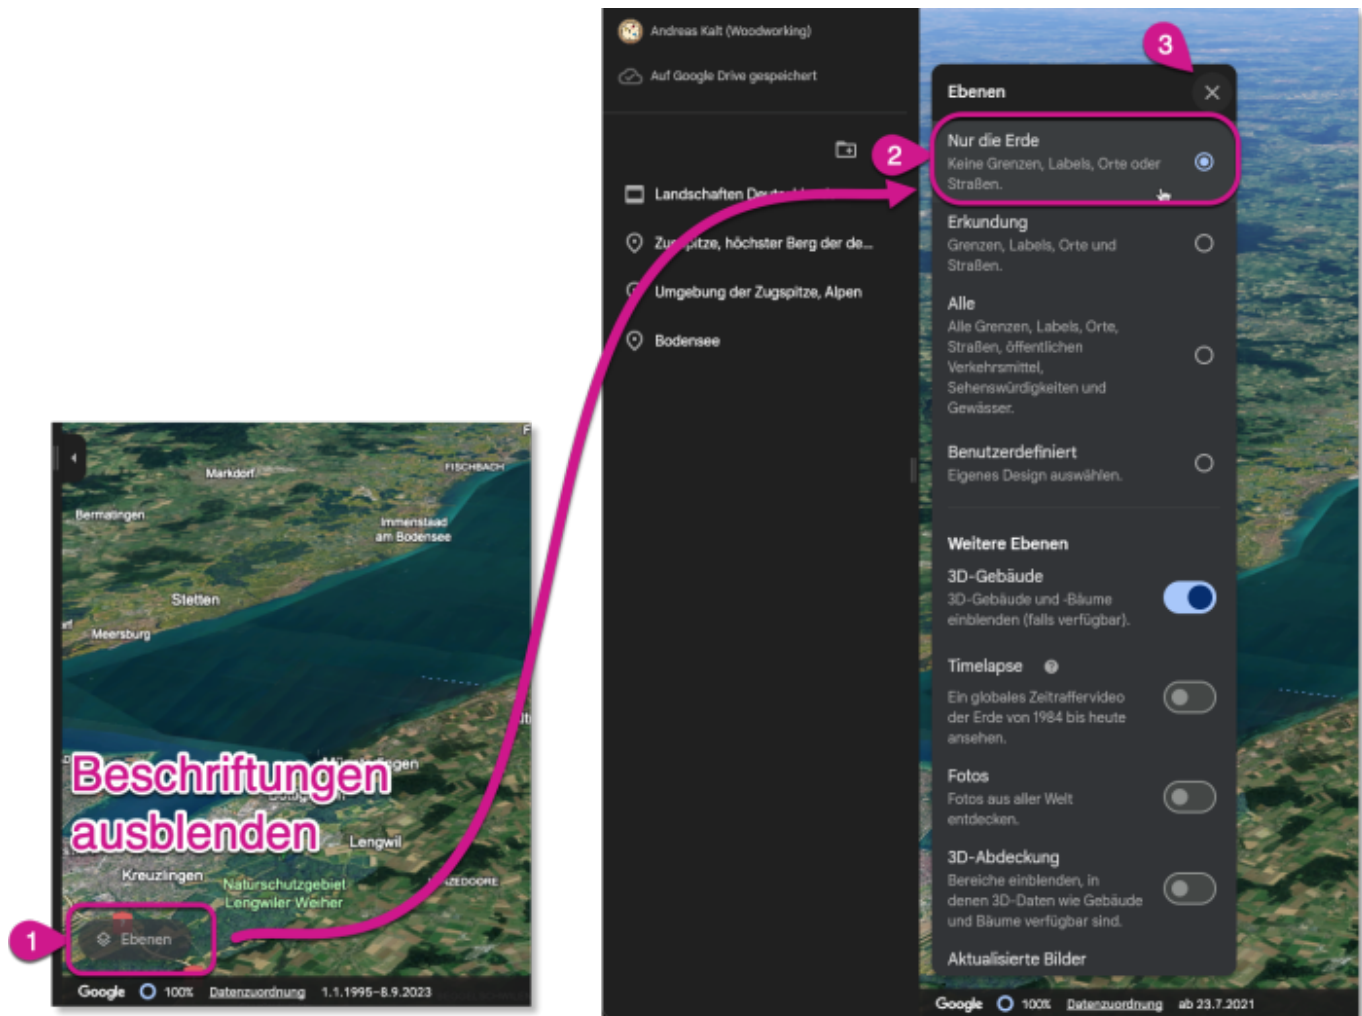 Andreas Kalt (Woodworking)
Auf Google Drive gespeichert
Landschaften
Zugspitze, höchster Berg der de...
Umgebung der Zugspitze, Alpen
Bodensee
3
Ebenen
2
Nur die Erde
Keine Grenzen, Labels, Orte oder
Straßen.
Erkundung
Grenzen, Labels, Orte und
Straßen.
Alle
Alle Grenzen, Labels, Orte,
Straßen, öffentlichen
Verkehrsmittel,
Sehenswürdigkeiten und
Gewässer.
Benutzerdefiniert
Eigenes Design auswählen.
Weitere Ebenen
3D-Gebäude
3D-Gebäude und -Bäume
einblenden (falls verfügbar).
Timelapse
Ein globales Zeitraffervideo
der Erde von 1984 bis heute
ansehen.
Fotos
Fotos aus aller Welt
entdecken.
3D-Abdeckung
Bereiche einblenden, in
denen 3D-Daten wie Gebäude
und Bäume verfügbar sind.
Aktualisierte Bilder
Google 100% Datenzuordnung ab 23.7.2021
FISCHBACH
Markdorf
Bermatingen
Immenstaad
am Bodensee
Stetten
Meersburg
Beschriftungen
ausblenden
Lengwil
Kreuzlingen
Naturschutzgebiet
Lengwiler Weiher
1
Ebenen
Google 100% Datenzuordnung 1.1.1995–8.9.2023